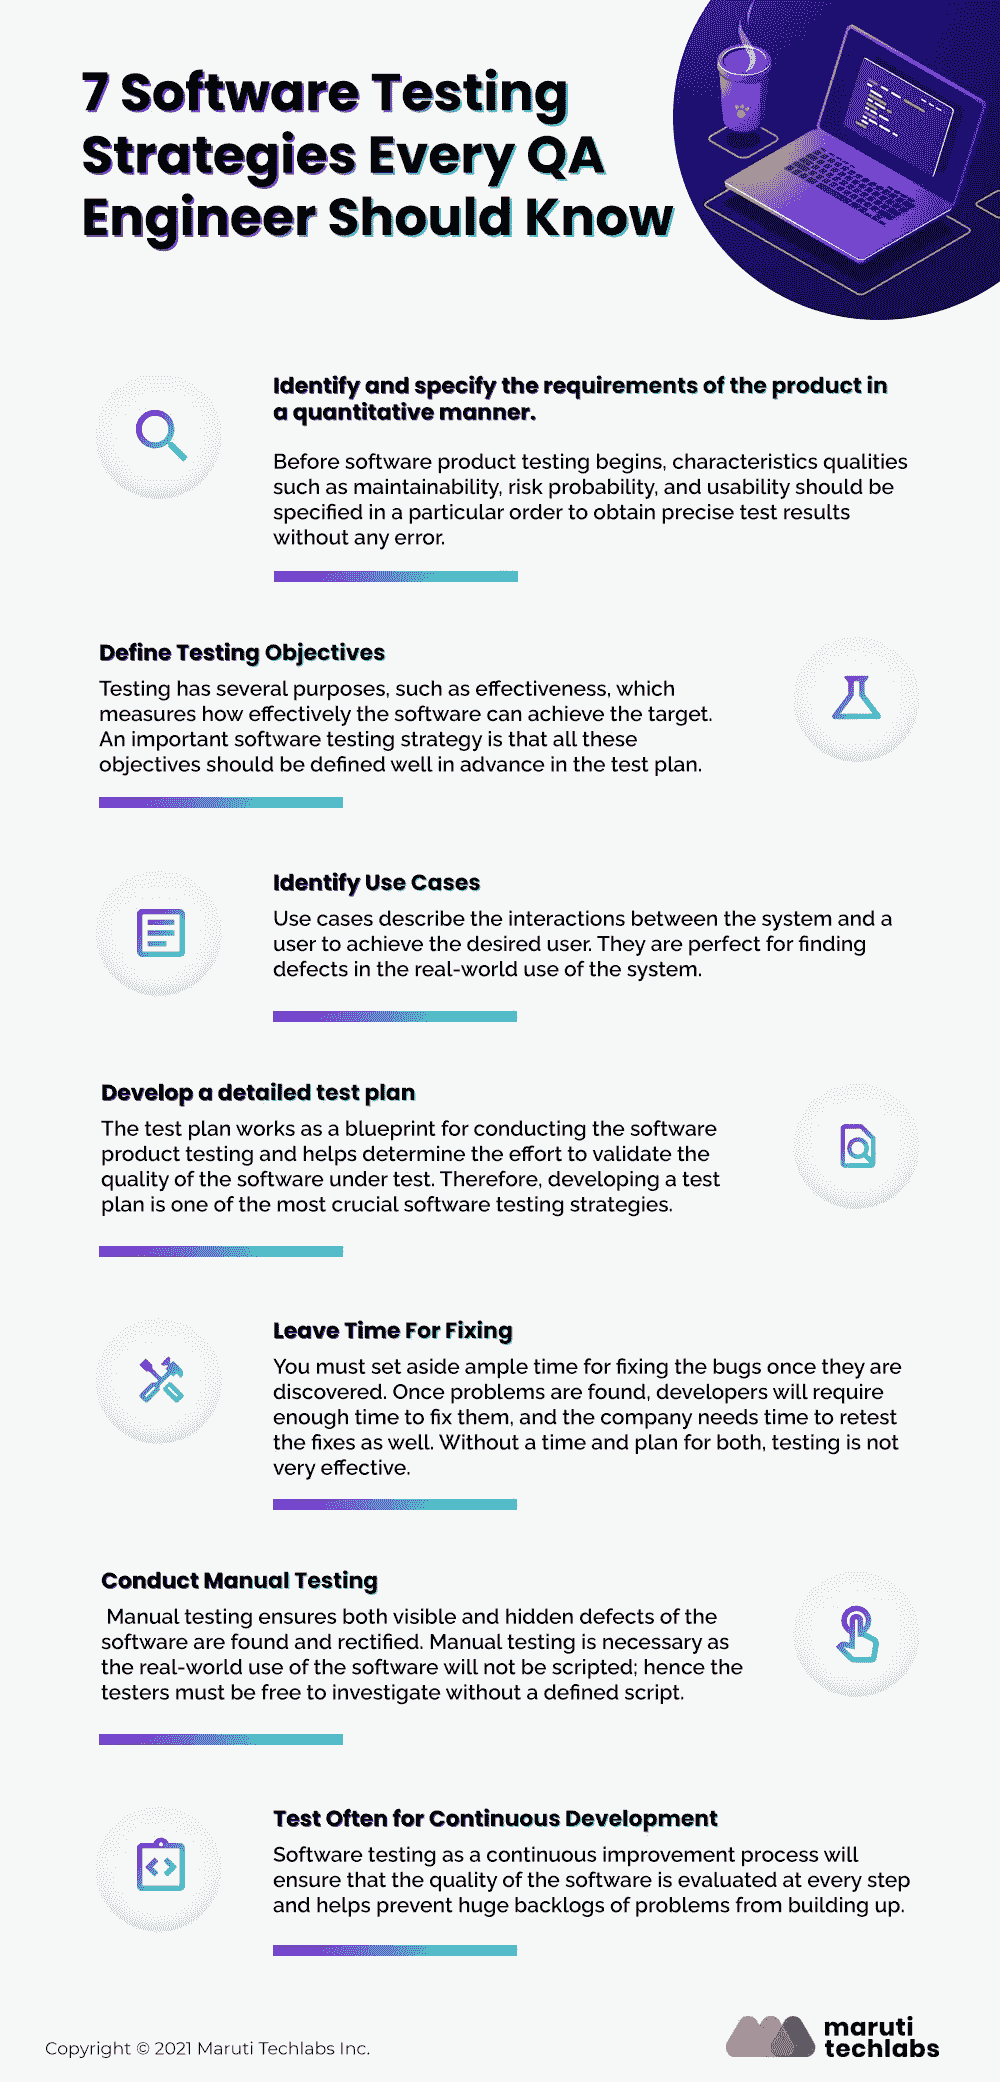 7 Software Testing
Strategies Every QA
Engineer Should Know
Identify and specify the requirements of the product in
a quantitative manner.
Before software product testing begins, characteristics qualities
such as maintainability, risk probability, and usability should be
specified in a particular order to obtain precise test results
without any error.
Define Testing Objectives
Testing has several purposes, such as effectiveness, which
measures how effectively the software can achieve the target.
An important software testing strategy is that all these
objectives should be defined well in advance in the test plan.
Identify Use Cases
Use cases describe the interactions between the system and a
user to achieve the desired user. They are perfect for finding
defects in the real-world use of the system.
Develop a detailed test plan
The test plan works as a blueprint for conducting the software
product testing and helps determine the effort to validate the
quality of the software under test. Therefore, developing a test
plan is one of the most crucial software testing strategies.
Leave Time For Fixing
You must set aside ample time for fixing the bugs once they are
discovered. Once problems are found, developers will require
enough time to fix them, and the company needs time to retest
the fixes as well. Without a time and plan for both, testing is not
very effective.
Conduct Manual Testing
Manual testing ensures both visible and hidden defects of the
software are found and rectified. Manual testing is necessary as
the real-world use of the software will not be scripted; hence the
testers must be free to investigate without a defined script.
Test Often for Continuous Development
Software testing as a continuous improvement process will
ensure that the quality of the software is evaluated at every step
and helps prevent huge backlogs of problems from building up.
Copyright © 2021 Maruti Techlabs Inc.
maruti
techlabs